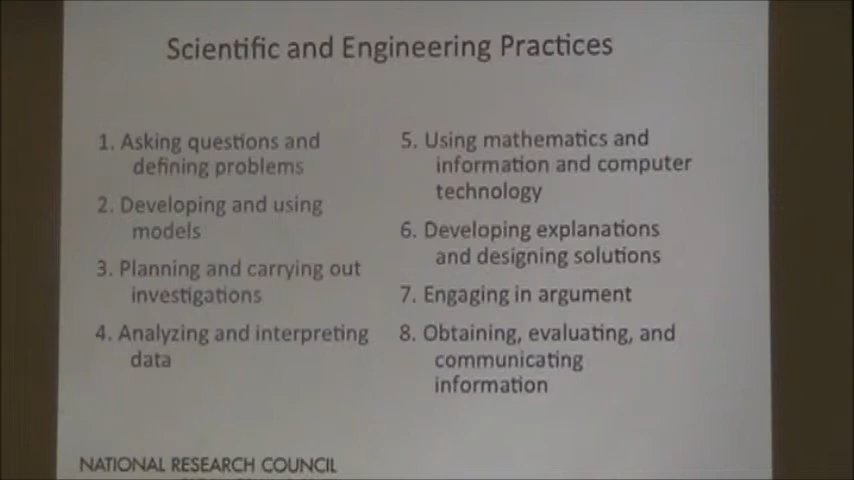 Scientific and Engineering Practices
1. Asking questions and
defining problems
2. Developing and using
models
3. Planning and carrying out
investigations
4. Analyzing and interpreting
data
5. Using mathematics and
information and computer
technology
6. Developing explanations
and designing solutions
7. Engaging in argument
8. Obtaining, evaluating, and
communicating
information
NATIONAL RESEARCH COUNCIL